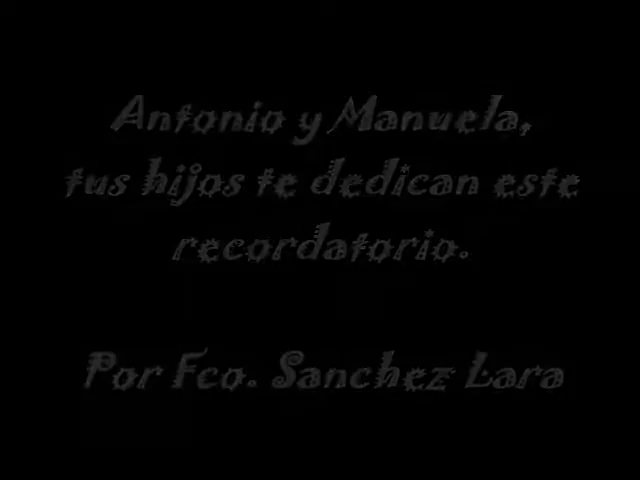 Antonio y Manuela,
tus hijos te dedican este
recordatorio.
Por Fco. Sanchez Lara